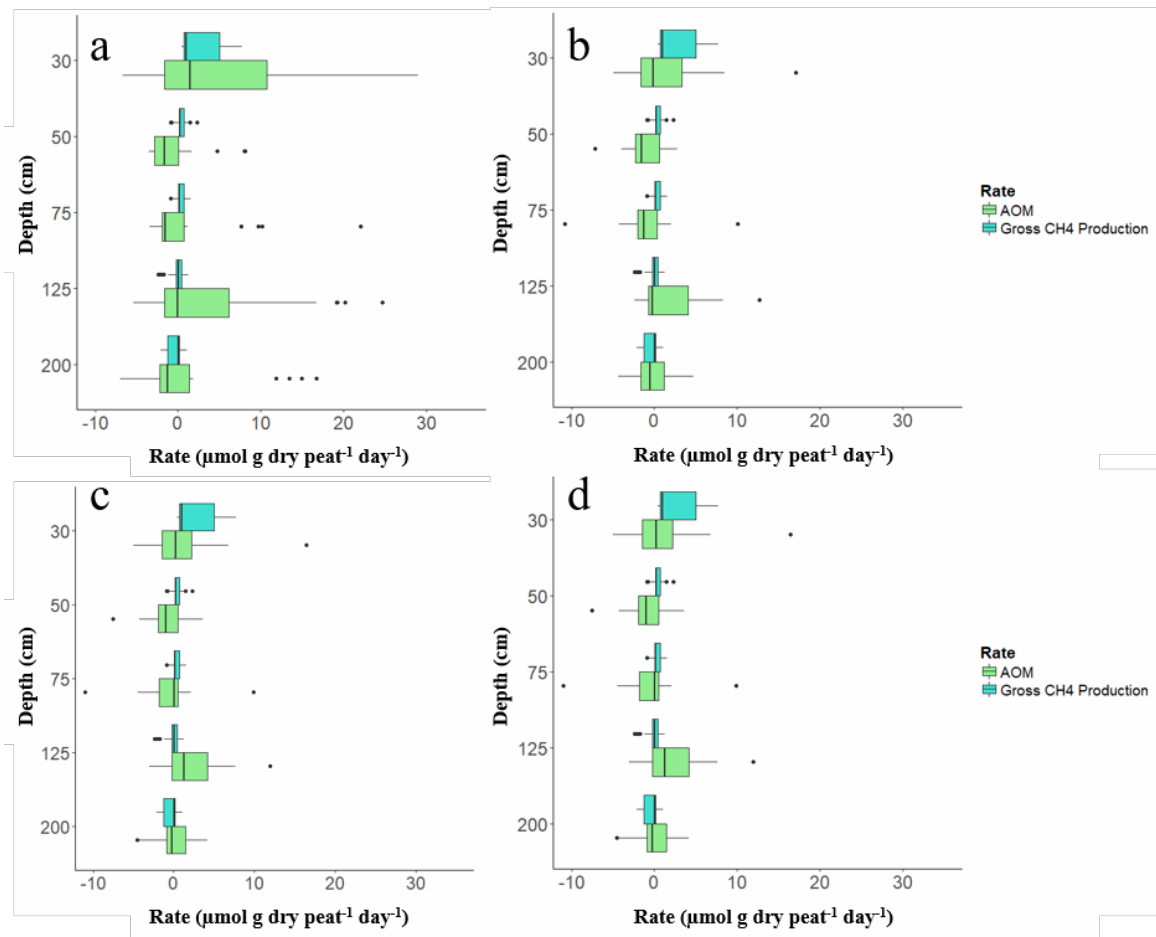 a
30
50
75
125
200
Depth (cm)
-10 0 10 20 30
Rate (µmol g dry peat⁻¹ day⁻¹)
b
30
50
75
125
200
Depth (cm)
-10 0 10 20 30
Rate (µmol g dry peat⁻¹ day⁻¹)
Rate
AOM
Gross CH4 Production
c
30
50
75
125
200
Depth (cm)
-10 0 10 20 30
Rate (µmol g dry peat⁻¹ day⁻¹)
d
30
50
75
125
200
Depth (cm)
-10 0 10 20 30
Rate (µmol g dry peat⁻¹ day⁻¹)
Rate
AOM
Gross CH4 Production